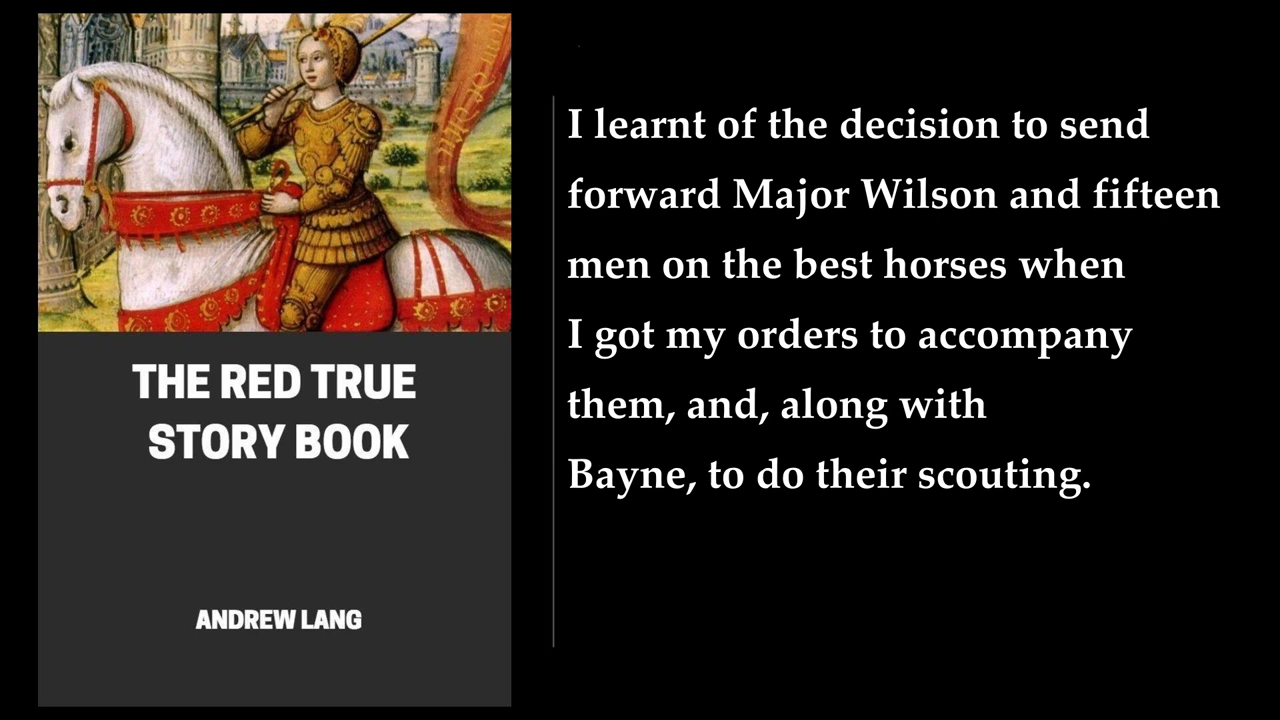 THE RED TRUE
STORY BOOK
ANDREW LANG
I learnt of the decision to send
forward Major Wilson and fifteen
men on the best horses when
I got my orders to accompany
them, and, along with
Bayne, to do their scouting.